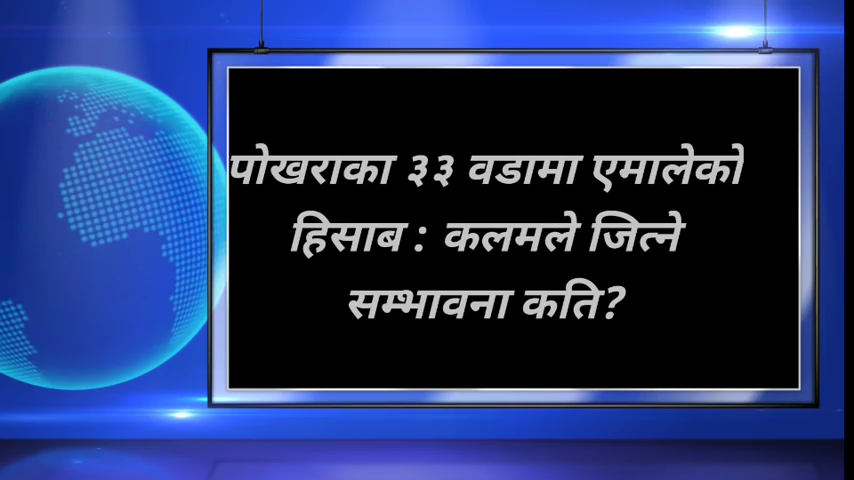 पोखराका ३३ वडामा एमालेको
हिसाब : कलमले जित्ने
सम्भावना कति?